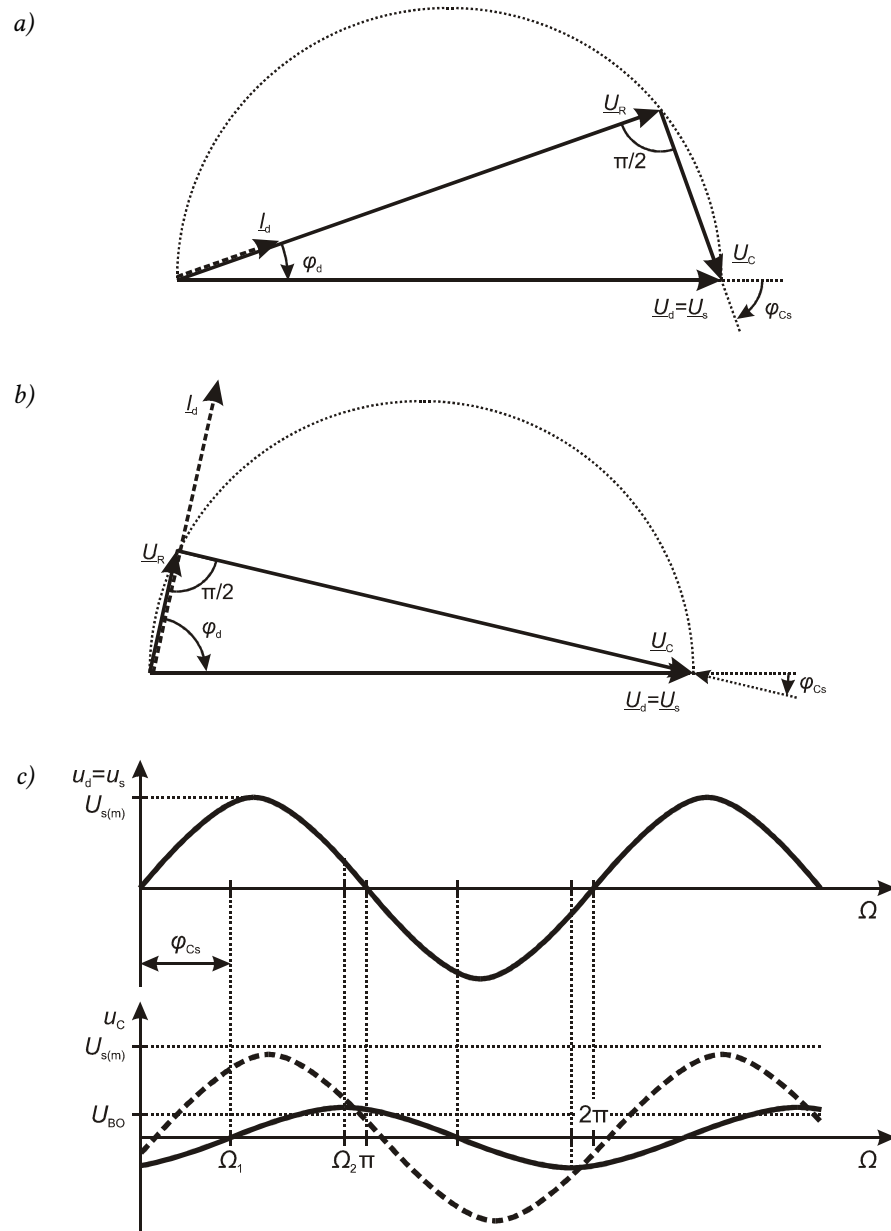 a)
U_R
π/2
I_d
φ_d
U_C
U_d=U_s
φ_Cs
b)
I_d
U_R
π/2
φ_d
U_C
U_d=U_s
φ_Cs
c)
u_d=u_s
U_s(m)
Ω
φ_Cs
u_C
U_s(m)
U_BO
2π
Ω_1
Ω_2
π
Ω